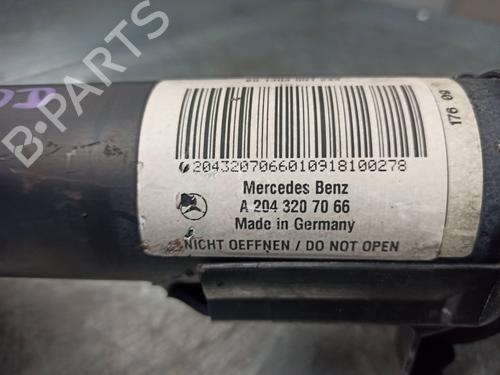 B-PARTS
2043207066010918100278
Mercedes Benz
A 204 320 70 66
Made in Germany
NICHT OEFFNEN / DO NOT OPEN
176 09